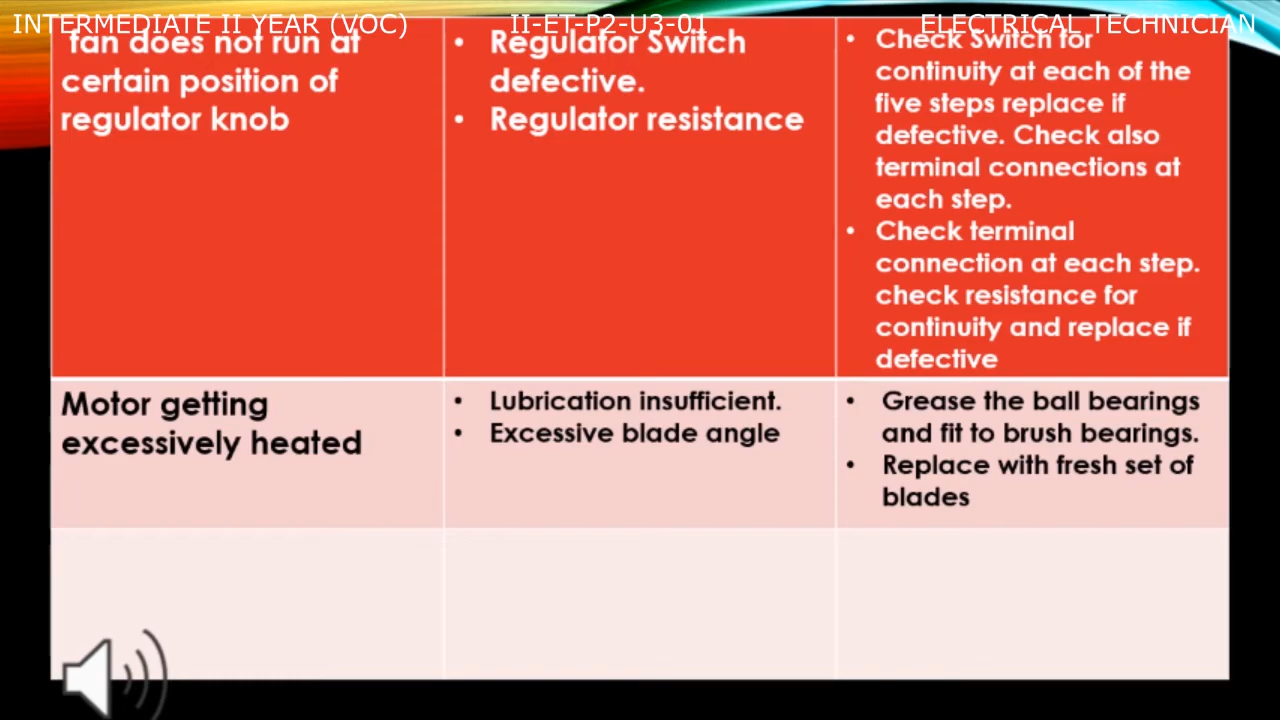 INTERMEDIATE II YEAR (VOC) II-ET-P2-U3-01 ELECTRICAL TECHNICIAN
fan does not run at
certain position of
regulator knob
• Regulator Switch
defective.
• Regulator resistance
• Check Switch for
continuity at each of the
five steps replace if
defective. Check also
terminal connections at
each step.
• Check terminal
connection at each step.
check resistance for
continuity and replace if
defective
Motor getting
excessively heated
• Lubrication insufficient.
• Excessive blade angle
• Grease the ball bearings
and fit to brush bearings.
• Replace with fresh set of
blades